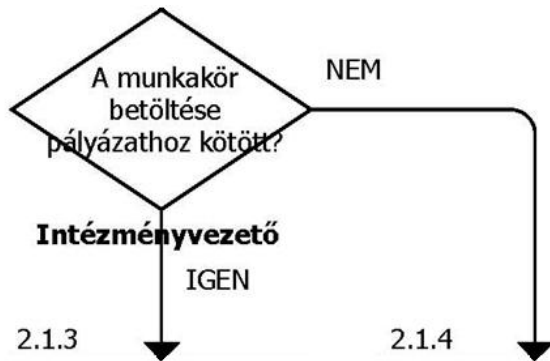 A munkakör
betöltése
pályázathoz kötött?
NEM
Intézményvezető
IGEN
2.1.3
2.1.4